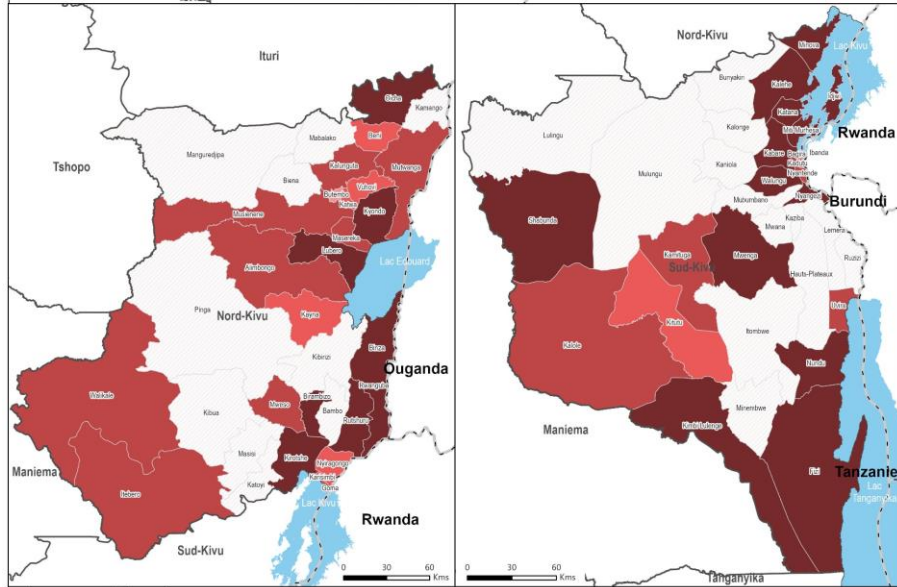 Ituri
Oicha
Kamango
Beni
Mabalako
Manguredjipa
Tshopo
Kalunguta
Mutwanga
Biena
Vuhovi
Butembo
Katwa
Kyondo
Musienene
Masereka
Lubero
Lac Edouard
Alimbongo
Pinga
Nord-Kivu
Kayna
Kibirizi
Binza
Ouganda
Rwanguba
Walikale
Mweso
Birambizo
Kibua
Bambo
Rutshuru
Masisi
Kirotshe
Nyiragongo
Maniema
Itebero
Katoyi
Karisimbi
Goma
Lac Kivu
Rwanda
Sud-Kivu
0 30 60
Kms
Nord-Kivu
Minova
Lac Kivu
Bunyakiri
Kalehe
Idjwi
Katana
Lulingu
Kalonge
Miti-Murhesa
Rwanda
Mulungu
Kaniola
Kabare
Ibanda
Kadutu
Nyantende
Walungu
Nyangezi
Burundi
Mubumbano
Shabunda
Kaziba
Mwana
Lemera
Kamituga
Mwenga
Sud-Kivu
Ruzizi
Hauts-Plateaux
Uvira
Kitutu
Itombwe
Kalole
Nundu
Minembwe
Kimbi Lulenge
Maniema
Fizi
Tanzanie
Lac
Tanganyika
0 30 60
Kms
Tanganyika